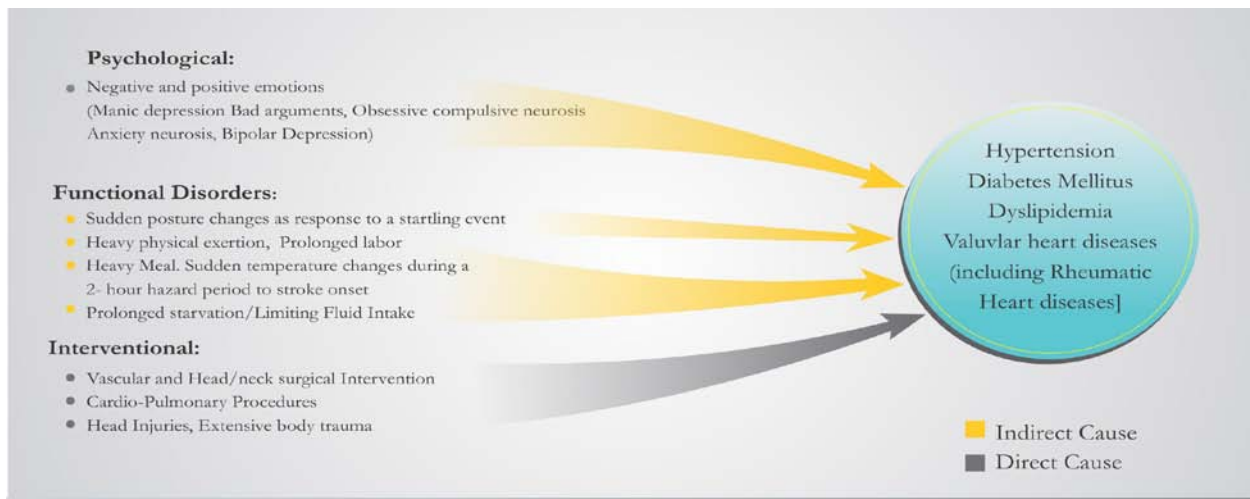 Psychological:
Negative and positive emotions
(Manic depression Bad arguments, Obsessive compulsive neurosis
Anxiety neurosis, Bipolar Depression)
Functional Disorders:
Sudden posture changes as response to a startling event
Heavy physical exertion, Prolonged labor
Heavy Meal. Sudden temperature changes during a
2- hour hazard period to stroke onset
Prolonged starvation/Limiting Fluid Intake
Interventional:
Vascular and Head/neck surgical Intervention
Cardio-Pulmonary Procedures
Head Injuries, Extensive body trauma
Hypertension
Diabetes Mellitus
Dyslipidemia
Valuvlar heart diseases
(including Rheumatic
Heart diseases]
Indirect Cause
Direct Cause